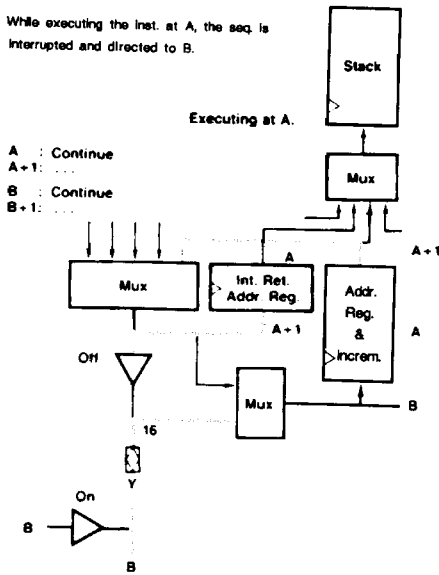 While executing the inst. at A, the seq. is
interrupted and directed to B.
Stack
Executing at A.
A : Continue
A+1: ...
B : Continue
B+1: ...
Mux
A+1
A
Mux
Int. Ret.
Addr. Reg.
Addr.
Reg.
&
Increm.
A
A+1
Off
Mux
B
16
Y
On
B
B